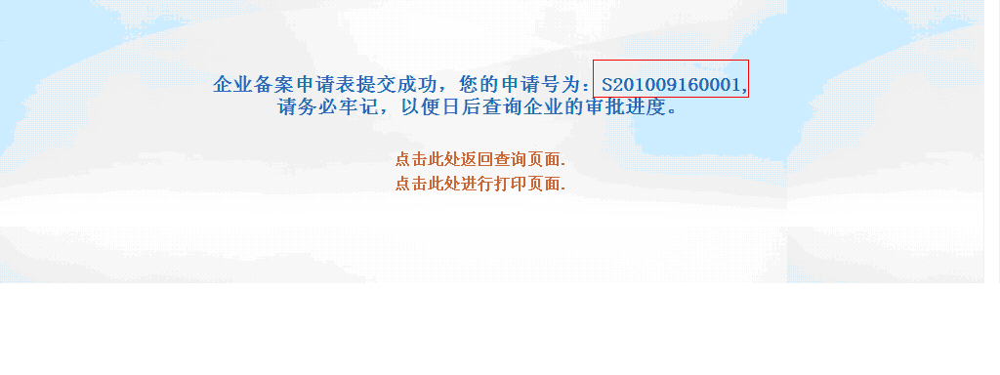 企业备案申请表提交成功，您的申请号为：S201009160001,
请务必牢记，以便日后查询企业的审批进度。
点击此处返回查询页面.
点击此处进行打印页面.